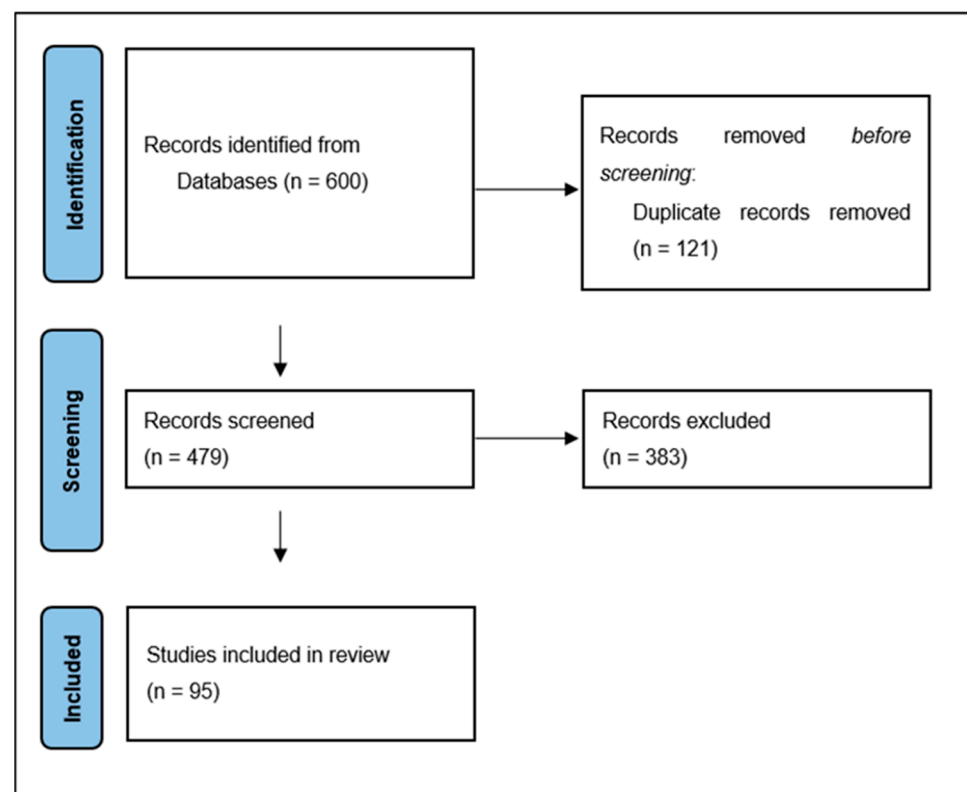 Identification
Records identified from
Databases (n = 600)
Records removed before
screening:
Duplicate records removed
(n = 121)
Screening
Records screened
(n = 479)
Records excluded
(n = 383)
Included
Studies included in review
(n = 95)